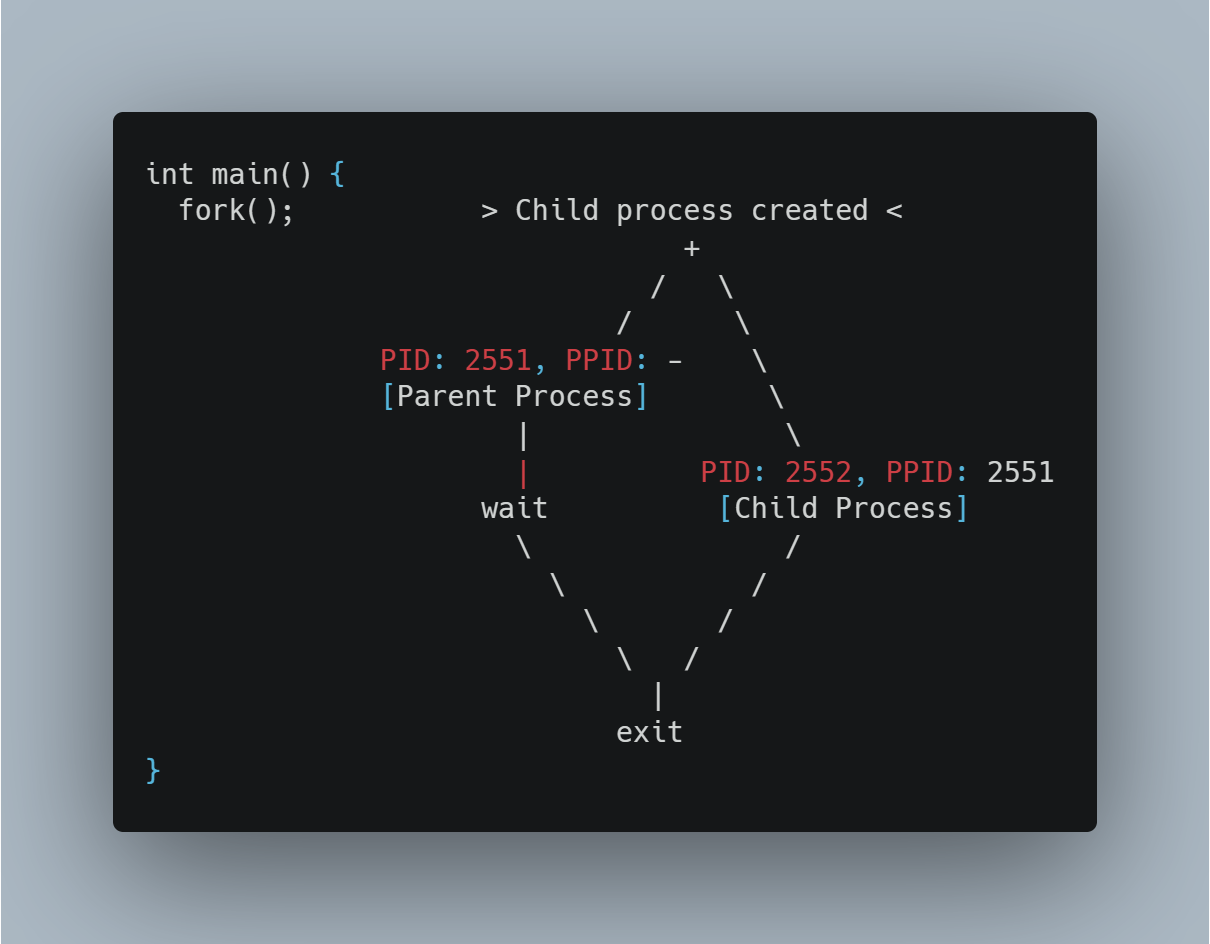 int main() {
  fork();           > Child process created <
                                +
                              /   \
                            /      \
              PID: 2551, PPID: -    \
              [Parent Process]       \
                      |               \
                      |          PID: 2552, PPID: 2551
                    wait          [Child Process]
                      \               /
                        \           /
                          \       /
                            \   /
                              |
                            exit
}